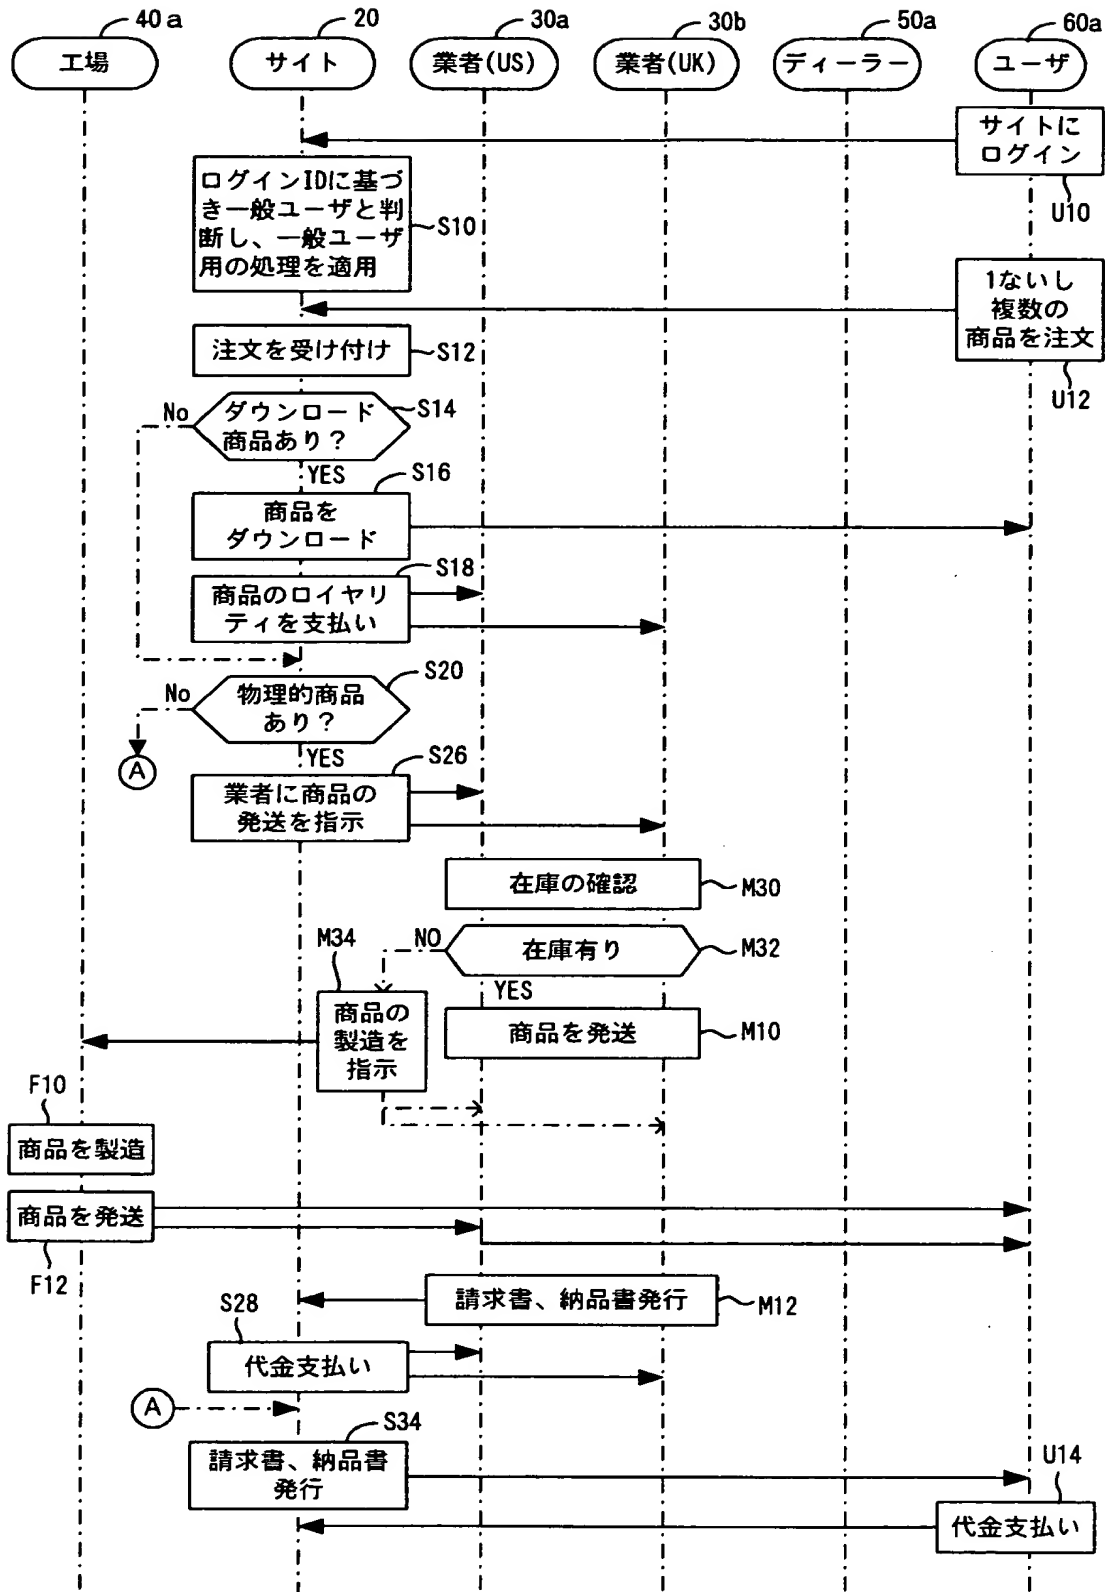 40a
20
30a
30b
50a
60a
工場
サイト
業者(US)
業者(UK)
ディーラー
ユーザ
サイトに
ログイン
U10
ログインIDに基づ
き一般ユーザと判
断し、一般ユーザ
用の処理を適用
S10
1ないし
複数の
商品を注文
U12
注文を受け付け
S12
No
ダウンロード
商品あり？
S14
YES
S16
商品を
ダウンロード
S18
商品のロイヤリ
ティを支払い
S20
No
物理的商品
あり？
A
YES
S26
業者に商品の
発送を指示
在庫の確認
M30
M34
NO
在庫有り
M32
YES
商品の
製造を
指示
商品を発送
M10
F10
商品を製造
商品を発送
F12
請求書、納品書発行
M12
S28
代金支払い
A
S34
請求書、納品書
発行
U14
代金支払い